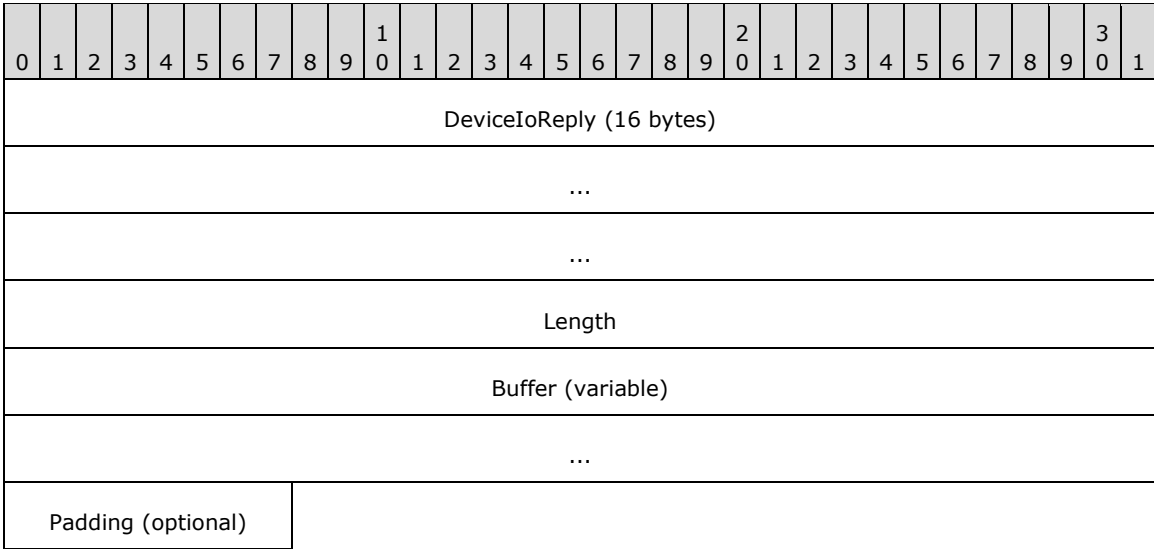 1 2 3
0 1 2 3 4 5 6 7 8 9 0 1 2 3 4 5 6 7 8 9 0 1 2 3 4 5 6 7 8 9 0 1
DeviceIoReply (16 bytes)
...
...
Length
Buffer (variable)
...
Padding (optional)